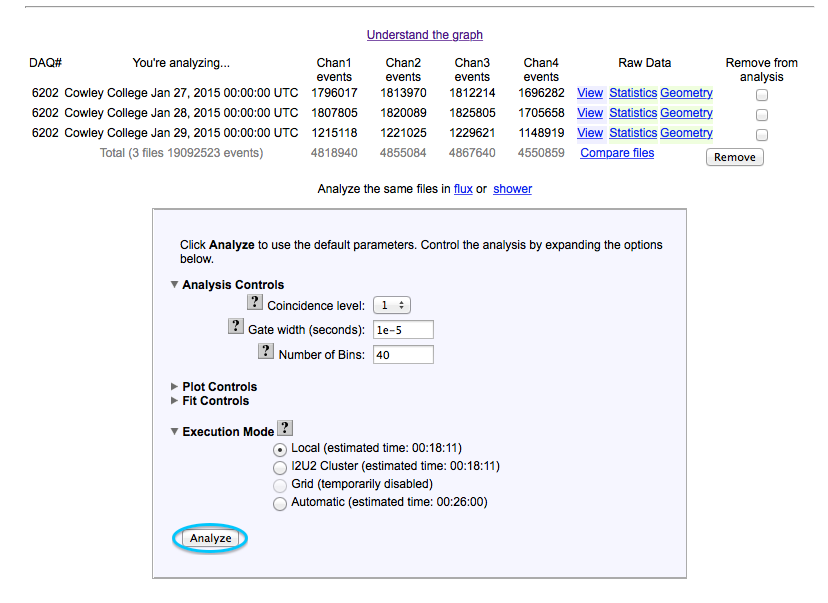 Understand the graph
DAQ# You're analyzing... Chan1 events Chan2 events Chan3 events Chan4 events Raw Data Remove from analysis
6202 Cowley College Jan 27, 2015 00:00:00 UTC 1796017 1813970 1812214 1696282 View Statistics Geometry
6202 Cowley College Jan 28, 2015 00:00:00 UTC 1807805 1820089 1825805 1705658 View Statistics Geometry
6202 Cowley College Jan 29, 2015 00:00:00 UTC 1215118 1221025 1229621 1148919 View Statistics Geometry
Total (3 files 19092523 events) 4818940 4855084 4867640 4550859 Compare files Remove
Analyze the same files in flux or shower
Click Analyze to use the default parameters. Control the analysis by expanding the options
below.
▼ Analysis Controls
? Coincidence level: 1
? Gate width (seconds): 1e-5
? Number of Bins: 40
▶ Plot Controls
▶ Fit Controls
▼ Execution Mode ?
Local (estimated time: 00:18:11)
I2U2 Cluster (estimated time: 00:18:11)
Grid (temporarily disabled)
Automatic (estimated time: 00:26:00)
Analyze